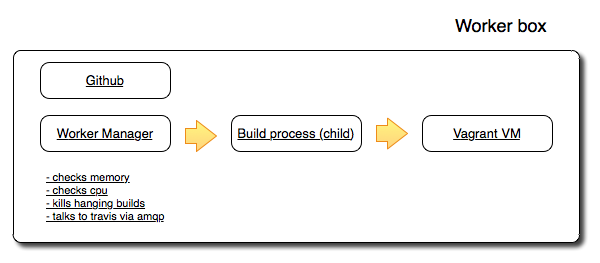 Worker box
Github
Worker Manager
Build process (child)
Vagrant VM
- checks memory
- checks cpu
- kills hanging builds
- talks to travis via amqp